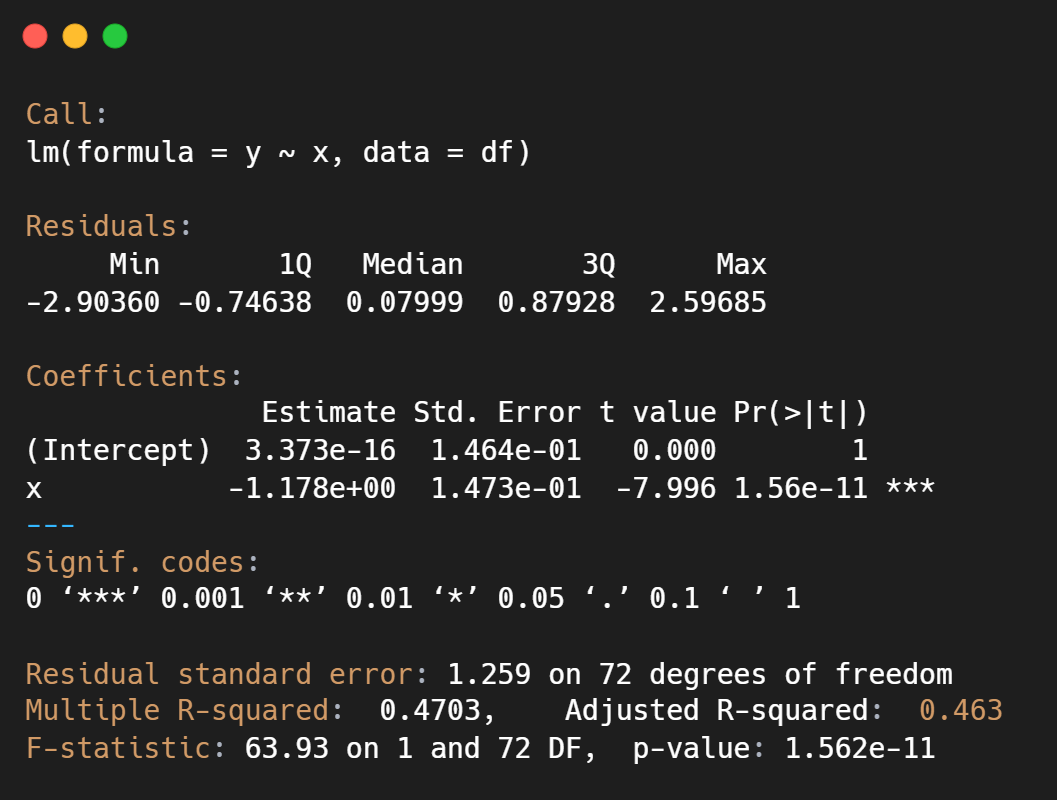 Call:
lm(formula = y ~ x, data = df)
Residuals:
     Min       1Q   Median       3Q      Max
-2.90360 -0.74638  0.07999  0.87928  2.59685
Coefficients:
              Estimate Std. Error t value Pr(>|t|)
(Intercept)  3.373e-16  1.464e-01   0.000        1
x           -1.178e+00  1.473e-01  -7.996 1.56e-11 ***
---
Signif. codes:
0 ‘***’ 0.001 ‘**’ 0.01 ‘*’ 0.05 ‘.’ 0.1 ‘ ’ 1
Residual standard error: 1.259 on 72 degrees of freedom
Multiple R-squared:  0.4703,    Adjusted R-squared:  0.463
F-statistic: 63.93 on 1 and 72 DF,  p-value: 1.562e-11